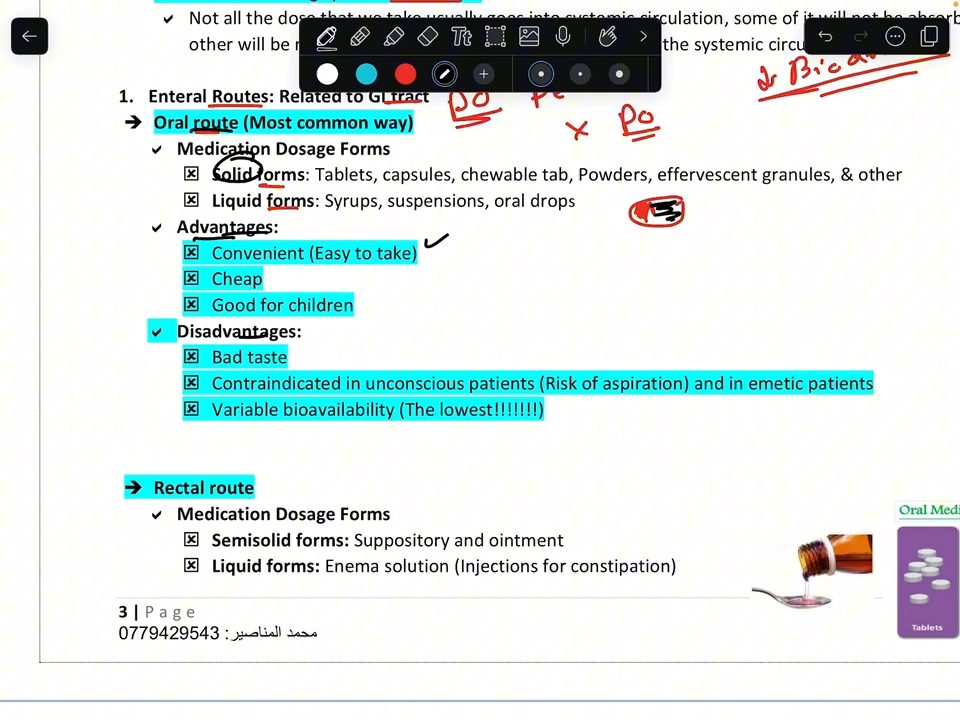 Not all the dose that we take usually goes into systemic circulation, some of it will not be absorb
other will be the systemic circu
1. Enteral Routes: Related to GI tract
PO PO
➔ Oral route (Most common way)
Medication Dosage Forms
Solid forms: Tablets, capsules, chewable tab, Powders, effervescent granules, & other
Liquid forms: Syrups, suspensions, oral drops
Advantages:
Convenient (Easy to take)
Cheap
Good for children
Disadvantages:
Bad taste
Contraindicated in unconscious patients (Risk of aspiration) and in emetic patients
Variable bioavailability (The lowest!!!!!!!)
➔ Rectal route
Medication Dosage Forms
Semisolid forms: Suppository and ointment
Liquid forms: Enema solution (Injections for constipation)
Oral Medi
Tablets
3 | Page
محمد المناصير: 0779429543